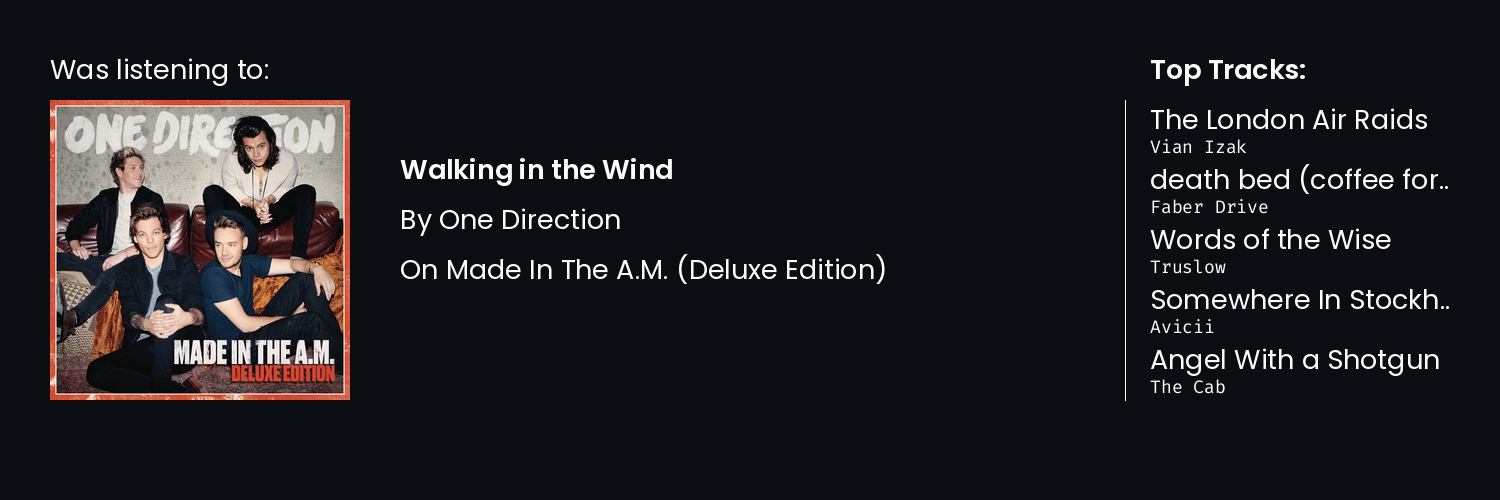 Was listening to:
ONE DIRECTION
MADE IN THE A.M.
DELUXE EDITION
Walking in the Wind
By One Direction
On Made In The A.M. (Deluxe Edition)
Top Tracks:
The London Air Raids
Vian Izak
death bed (coffee for..
Faber Drive
Words of the Wise
Truslow
Somewhere In Stockh..
Avicii
Angel With a Shotgun
The Cab